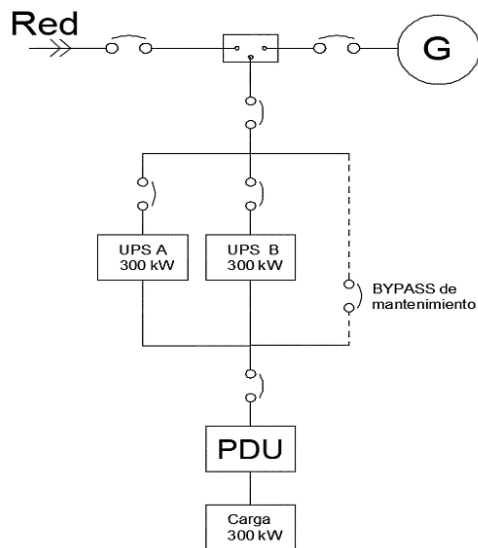 Red
G
UPS A
300 kW
UPS B
300 kW
BYPASS de
mantenimiento
PDU
Carga
300 kW